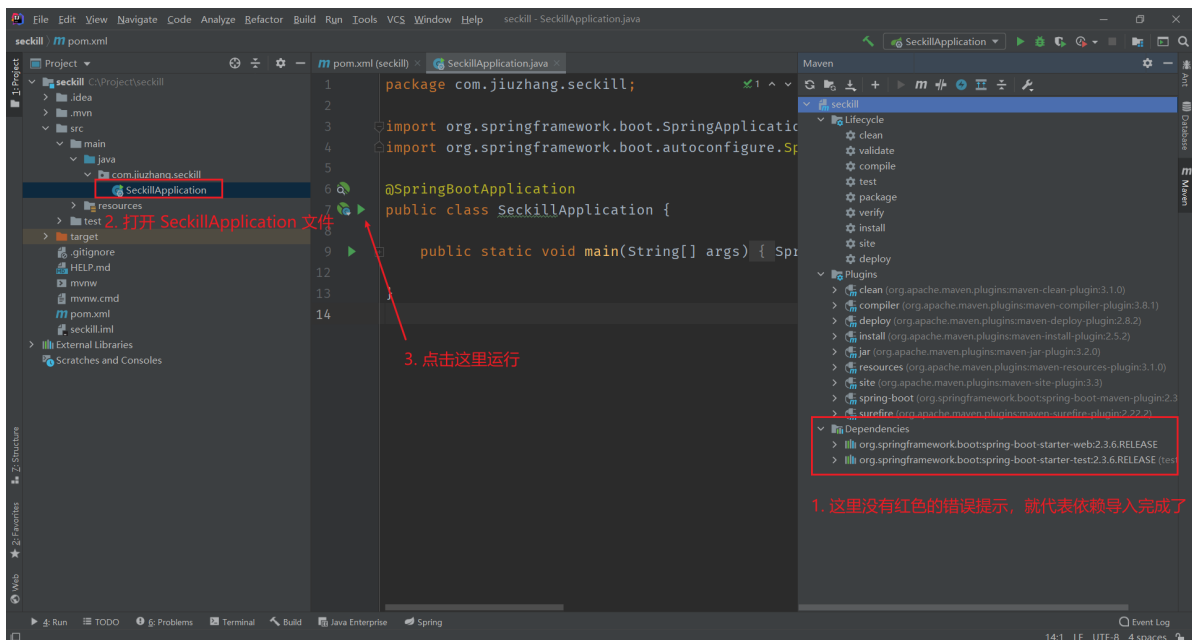 File Edit View Navigate Code Analyze Refactor Build Run Tools VCS Window Help seckill - SeckillApplication.java
seckill pom.xml
SeckillApplication
1: Project
Project
seckill C:\Project\seckill
.idea
.mvn
src
main
java
com.jiuzhang.seckill
SeckillApplication
resources
test
2. 打开 SeckillApplication 文件
target
.gitignore
HELP.md
mvnw
mvnw.cmd
pom.xml
seckill.iml
External Libraries
Scratches and Consoles
Z: Structure
2: Favorites
Web
pom.xml (seckill)
SeckillApplication.java
1
1 package com.jiuzhang.seckill;
2
3 import org.springframework.boot.SpringApplicatio
4 import org.springframework.boot.autoconfigure.Sp
5
6 @SpringBootApplication
7 public class SeckillApplication {
8
9 public static void main(String[] args) { Spr
12
13 }
14
3. 点击这里运行
Maven
seckill
Lifecycle
clean
validate
compile
test
package
verify
install
site
deploy
Plugins
clean (org.apache.maven.plugins:maven-clean-plugin:3.1.0)
compiler (org.apache.maven.plugins:maven-compiler-plugin:3.8.1)
deploy (org.apache.maven.plugins:maven-deploy-plugin:2.8.2)
install (org.apache.maven.plugins:maven-install-plugin:2.5.2)
jar (org.apache.maven.plugins:maven-jar-plugin:3.2.0)
resources (org.apache.maven.plugins:maven-resources-plugin:3.1.0)
site (org.apache.maven.plugins:maven-site-plugin:3.3)
spring-boot (org.springframework.boot:spring-boot-maven-plugin:2.3
surefire (org.apache.maven.plugins:maven-surefire-plugin:2.22.2)
Dependencies
org.springframework.boot:spring-boot-starter-web:2.3.6.RELEASE
org.springframework.boot:spring-boot-starter-test:2.3.6.RELEASE (test
1. 这里没有红色的错误提示，就代表依赖导入完成了
Ant
Database
Maven
4: Run TODO 6: Problems Terminal Build Java Enterprise Spring Event Log
14:1 LF UTF-8 4 spaces